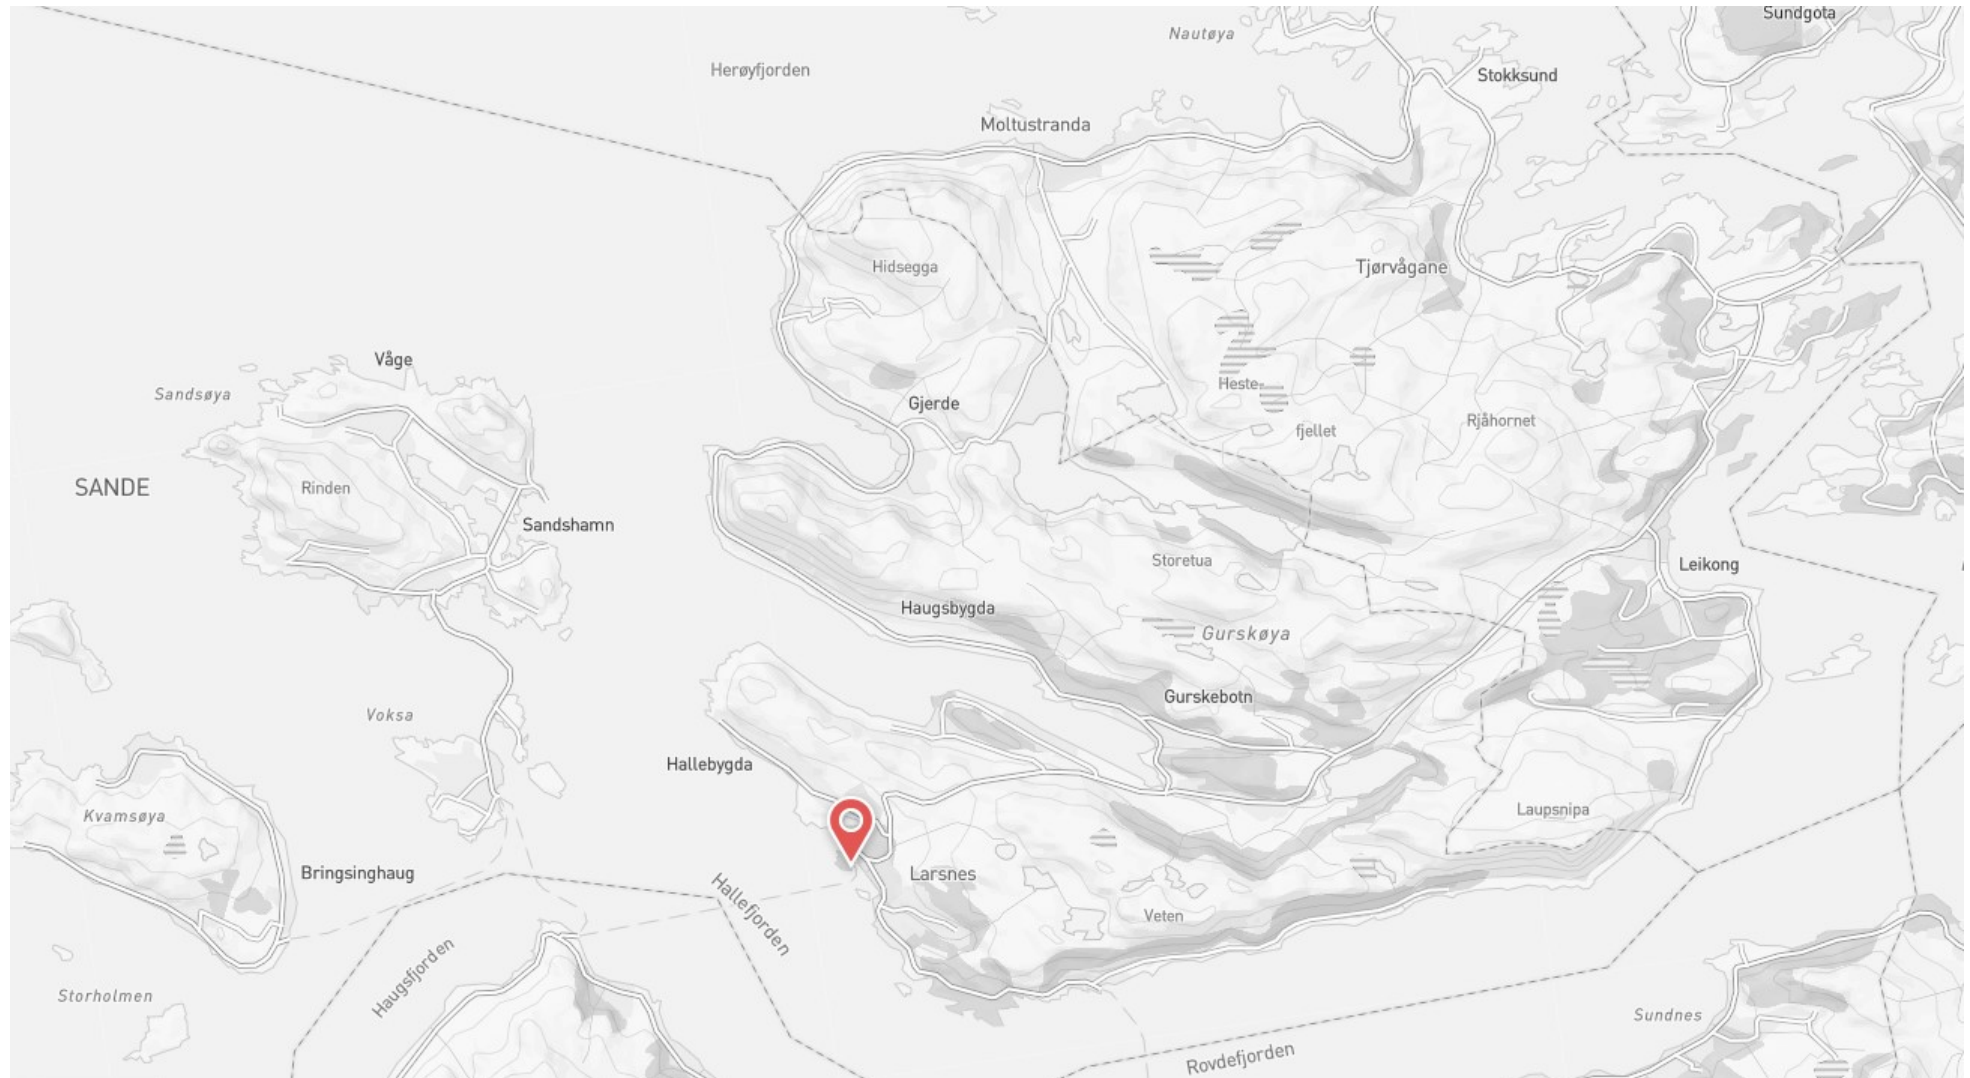 Sundgota
Nautøya
Herøyfjorden
Stokksund
Moltustranda
Hidsegga
Tjørvågane
Våge
Sandsøya
Heste-
Gjerde
Rjåhornet
fjellet
SANDE
Rinden
Sandshamn
Storetua
Leikong
Haugsbygda
Gurskøya
Gurskebotn
Voksa
Hallebygda
Laupsnipa
Kvamsøya
Bringsinghaug
Larsnes
Hallefjorden
Veten
Haugsfjorden
Storholmen
Sundnes
Rovdefjorden